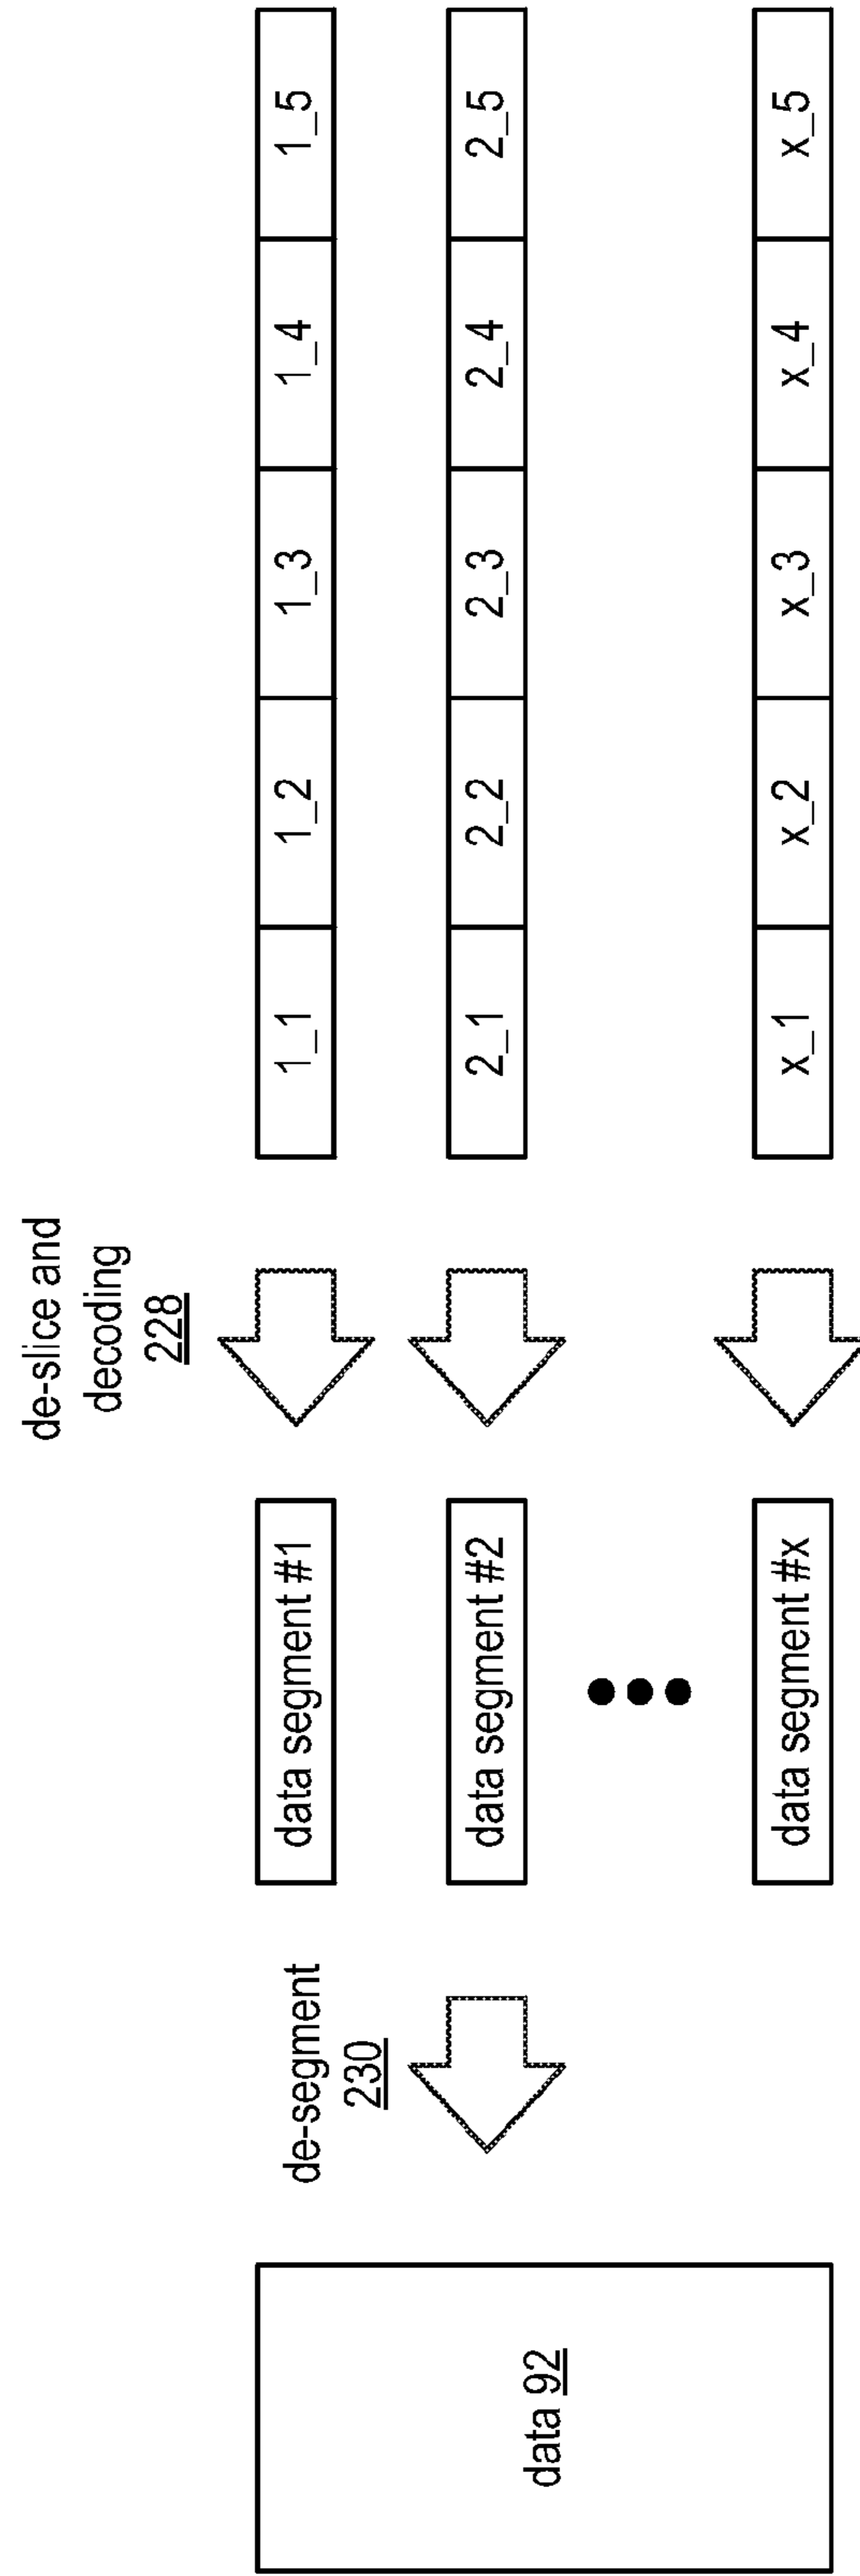 de-slice and
decoding
228
de-segment
230
data 92
data segment #1
1_1
1_2
1_3
1_4
1_5
data segment #2
2_1
2_2
2_3
2_4
2_5
data segment #x
x_1
x_2
x_3
x_4
x_5